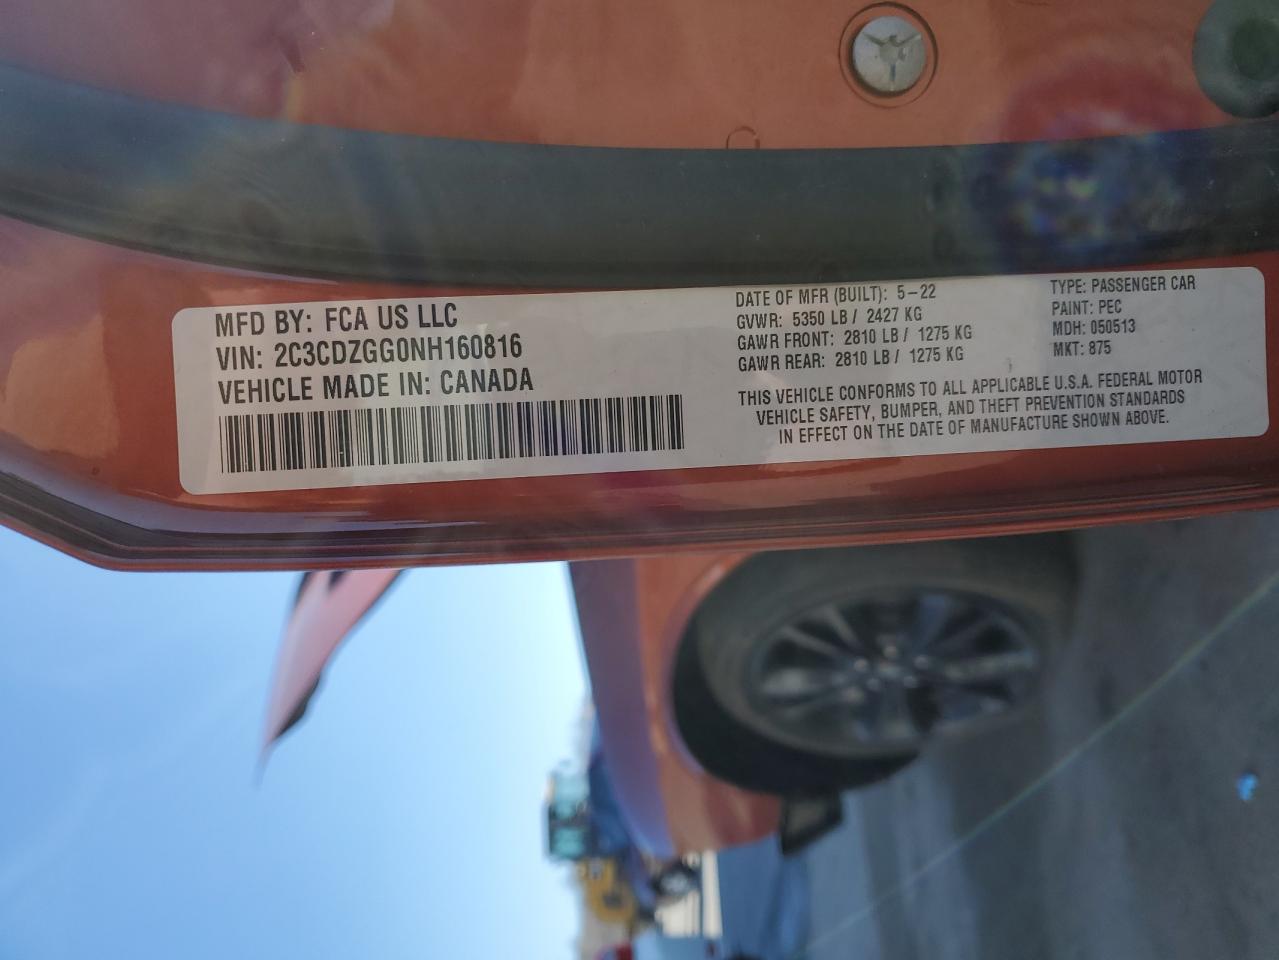 MFD BY: FCA US LLC
VIN: 2C3CDZGG0NH160816
VEHICLE MADE IN: CANADA
DATE OF MFR (BUILT): 5-22
GVWR: 5350 LB / 2427 KG
GAWR FRONT: 2810 LB / 1275 KG
GAWR REAR: 2810 LB / 1275 KG
TYPE: PASSENGER CAR
PAINT: PEC
MDH: 050513
MKT: 875
THIS VEHICLE CONFORMS TO ALL APPLICABLE U.S.A. FEDERAL MOTOR
VEHICLE SAFETY, BUMPER, AND THEFT PREVENTION STANDARDS
IN EFFECT ON THE DATE OF MANUFACTURE SHOWN ABOVE.